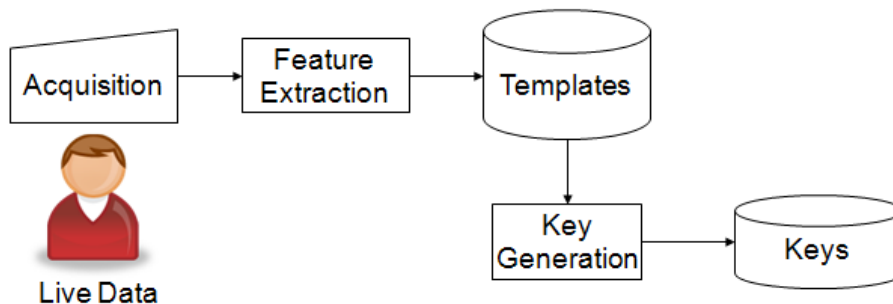 Acquisition
Feature
Extraction
Templates
Live Data
Key
Generation
Keys